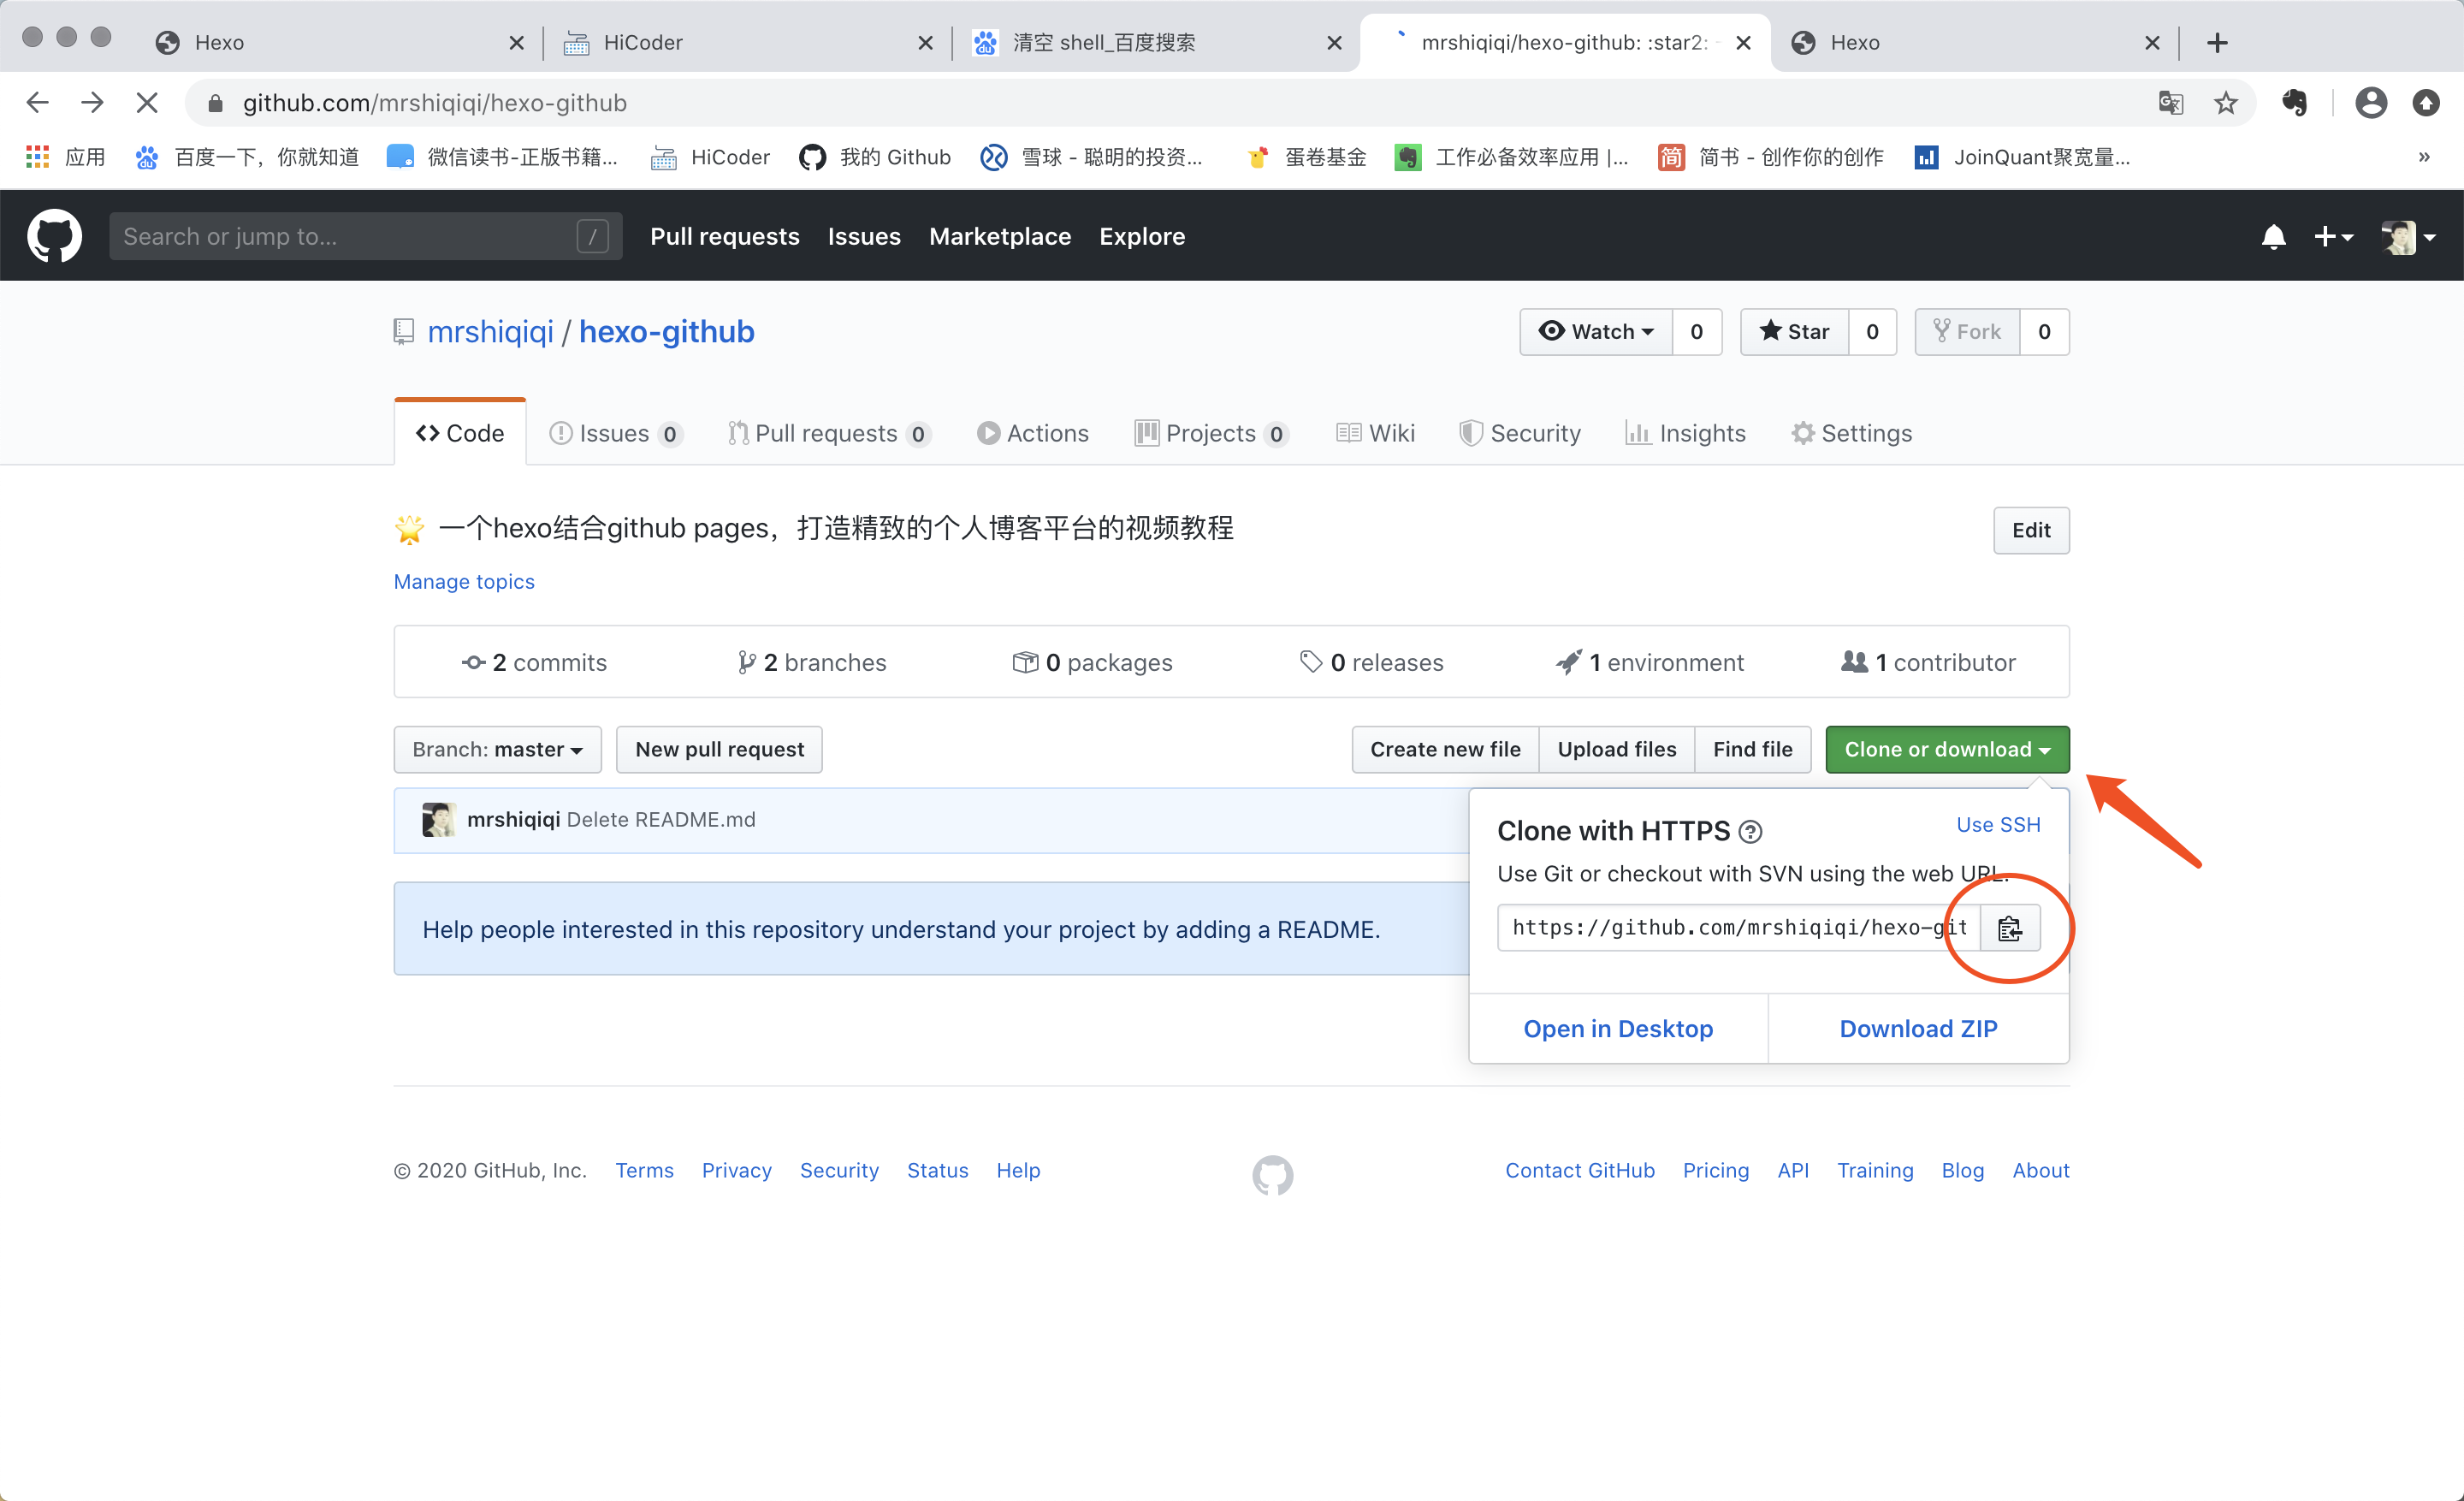 Hexo
HiCoder
清空 shell_百度搜索
mrshiqiqi/hexo-github: :star2:
Hexo
github.com/mrshiqiqi/hexo-github
应用
百度一下，你就知道
微信读书-正版书籍...
HiCoder
我的 Github
雪球 - 聪明的投资...
蛋卷基金
工作必备效率应用 |...
简 简书 - 创作你的创作
JoinQuant聚宽量...
»
Search or jump to...
/
Pull requests
Issues
Marketplace
Explore
mrshiqiqi / hexo-github
Watch 0
Star 0
Fork 0
Code
Issues 0
Pull requests 0
Actions
Projects 0
Wiki
Security
Insights
Settings
一个hexo结合github pages，打造精致的个人博客平台的视频教程
Edit
Manage topics
2 commits
2 branches
0 packages
0 releases
1 environment
1 contributor
Branch: master
New pull request
Create new file
Upload files
Find file
Clone or download
mrshiqiqi Delete README.md
Clone with HTTPS
Use SSH
Use Git or checkout with SVN using the web URL.
https://github.com/mrshiqiqi/hexo-git
Help people interested in this repository understand your project by adding a README.
Open in Desktop
Download ZIP
© 2020 GitHub, Inc.
Terms
Privacy
Security
Status
Help
Contact GitHub
Pricing
API
Training
Blog
About